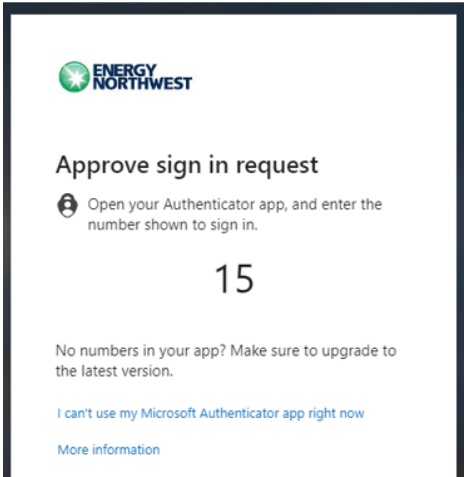 ENERGY
NORTHWEST
Approve sign in request
Open your Authenticator app, and enter the
number shown to sign in.
15
No numbers in your app? Make sure to upgrade to
the latest version.
I can't use my Microsoft Authenticator app right now
More information